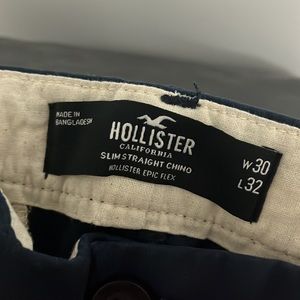 MADE IN
BANGLADESH
HOLLISTER
CALIFORNIA
SLIM STRAIGHT CHINO
HOLLISTER EPIC FLEX
W30
L32